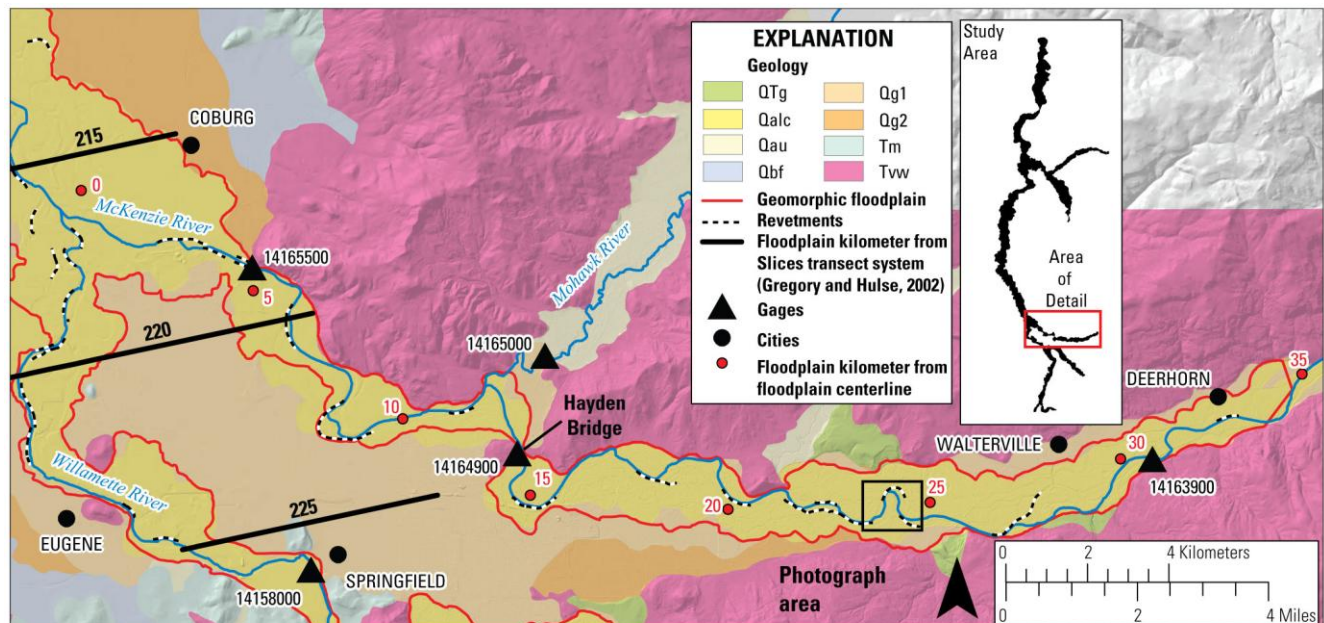 EXPLANATION
Geology
QTg
Qalc
Qau
Qbf
Qg1
Qg2
Tm
Tvw
Geomorphic floodplain
Revetments
Floodplain kilometer from
Slices transect system
(Gregory and Hulse, 2002)
Gages
Cities
Floodplain kilometer from
floodplain centerline
Study
Area
Area
of
Detail
COBURG
215
0
McKenzie River
14165500
5
220
Mohawk River
14165000
10
Hayden
Bridge
14164900
15
20
25
30
35
DEERHORN
WALTERVILLE
14163900
Willamette River
225
EUGENE
SPRINGFIELD
14158000
Photograph
area
0 2 4 Kilometers
0 2 4 Miles